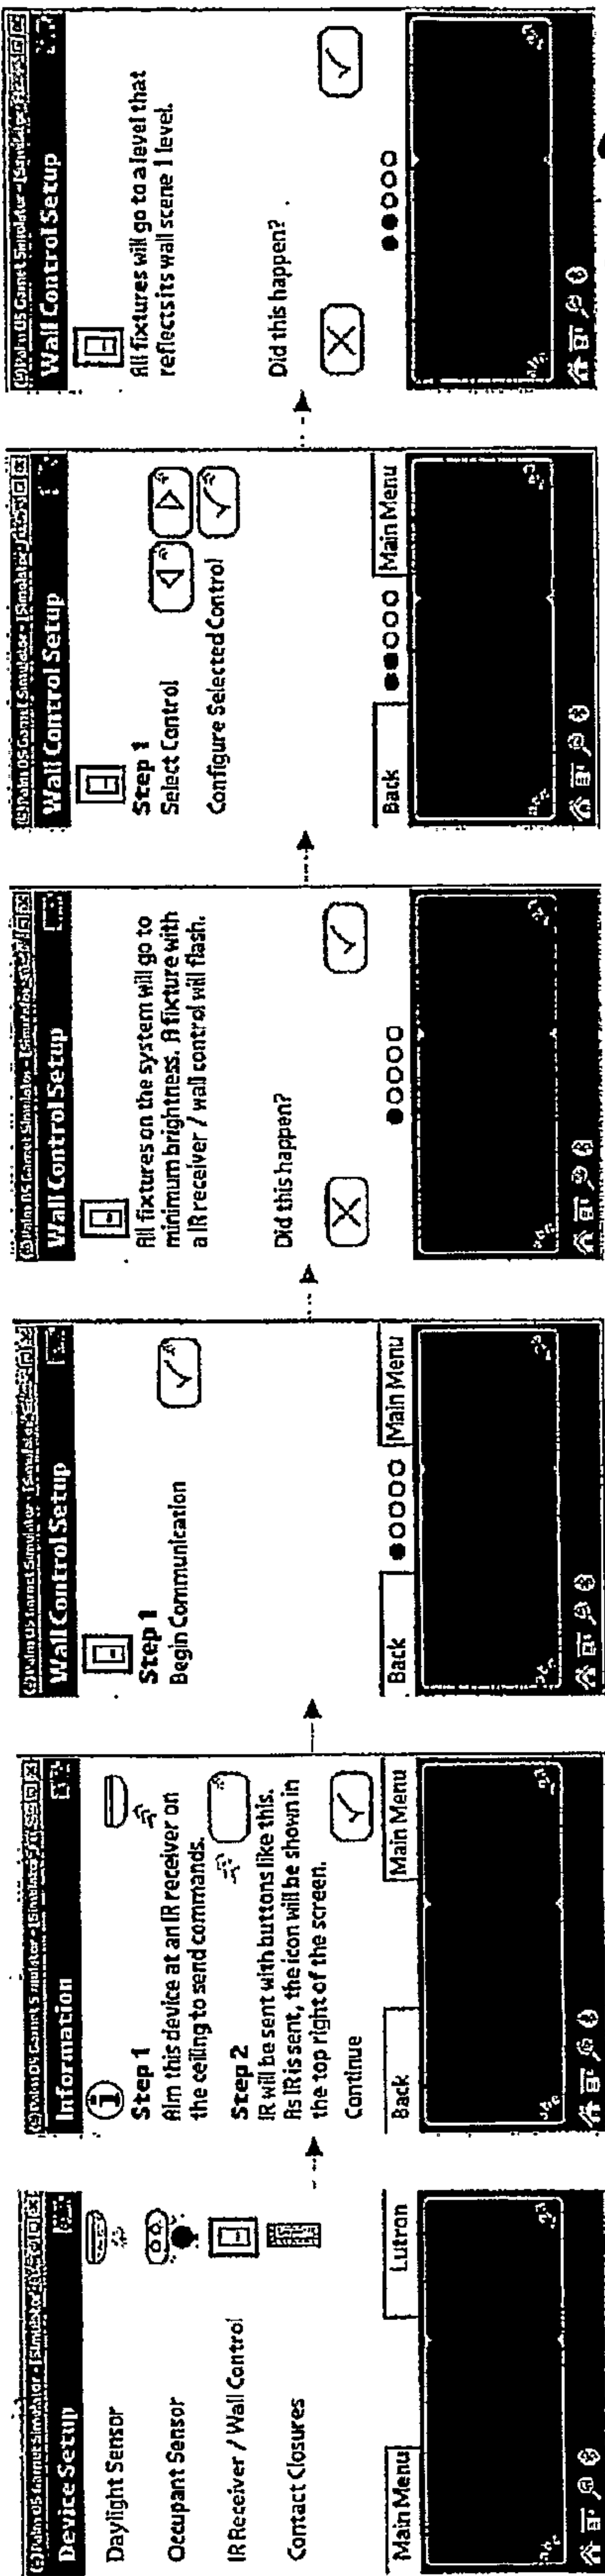 Device Setup
Daylight Sensor
Occupant Sensor
IR Receiver / Wall Control
Contact Closures
Main Menu
Lutron
Information
Step 1
Aim this device at an IR receiver on
the ceiling to send commands.
Step 2
IR will be sent with buttons like this.
As IR is sent, the icon will be shown in
the top right of the screen.
Continue
Back
Main Menu
Wall Control Setup
Step 1
Begin Communication
Back
Main Menu
Wall Control Setup
All fixtures on the system will go to
minimum brightness. A fixture with
a IR receiver / wall control will flash.
Did this happen?
Wall Control Setup
Step 1
Select Control
Configure Selected Control
Back
Main Menu
Wall Control Setup
All fixtures will go to a level that
reflects its wall scene 1 level.
Did this happen?